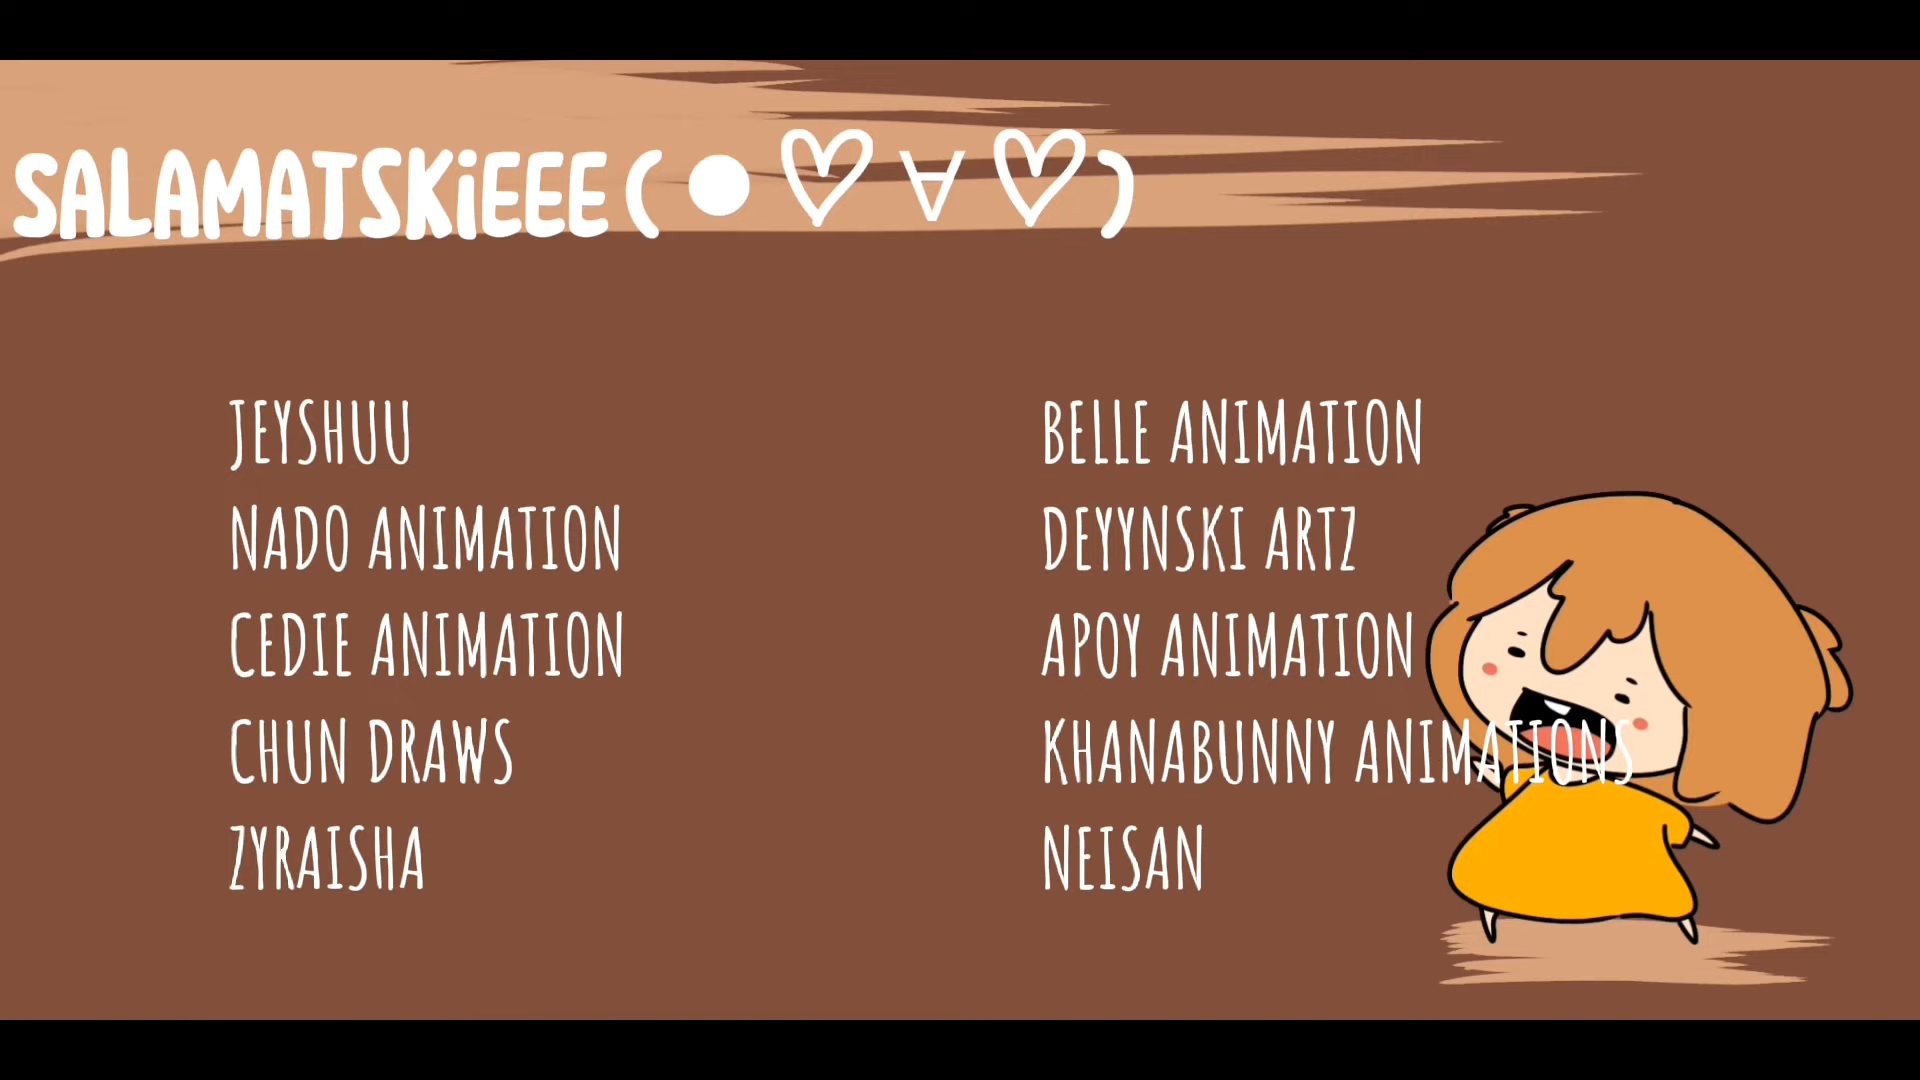 SALAMATSKiEEE(●♡∀♡)
JEYSHUU
NADO ANIMATION
CEDIE ANIMATION
CHUN DRAWS
ZYRAISHA
BELLE ANIMATION
DEYYNSKI ARTZ
APOY ANIMATION
KHANABUNNY ANIMATIONS
NEISAN